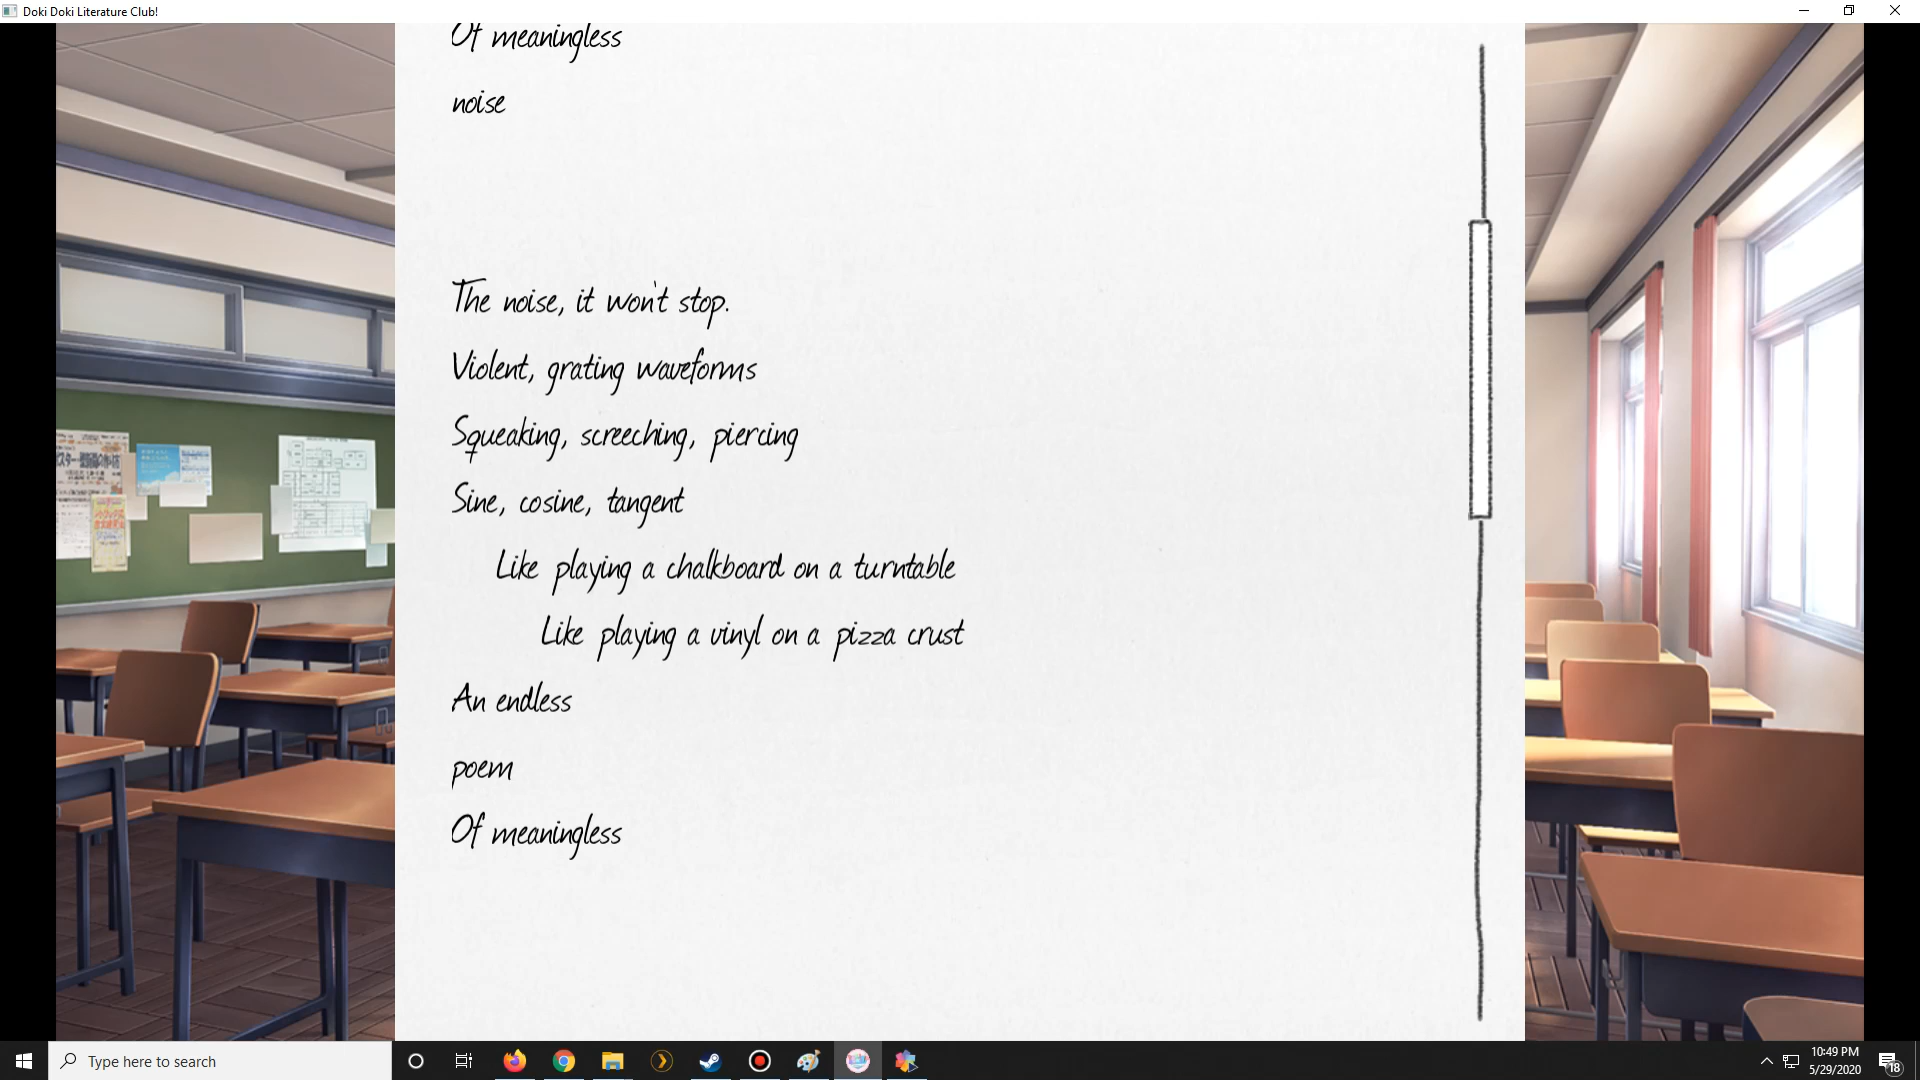 Doki Doki Literature Club!
Of meaningless
noise
The noise, it won't stop.
Violent, grating waveforms
Squeaking, screeching, piercing
Sine, cosine, tangent
Like playing a chalkboard on a turntable
Like playing a vinyl on a pizza crust
An endless
poem
Of meaningless
Type here to search
10:49 PM
5/29/2020
18